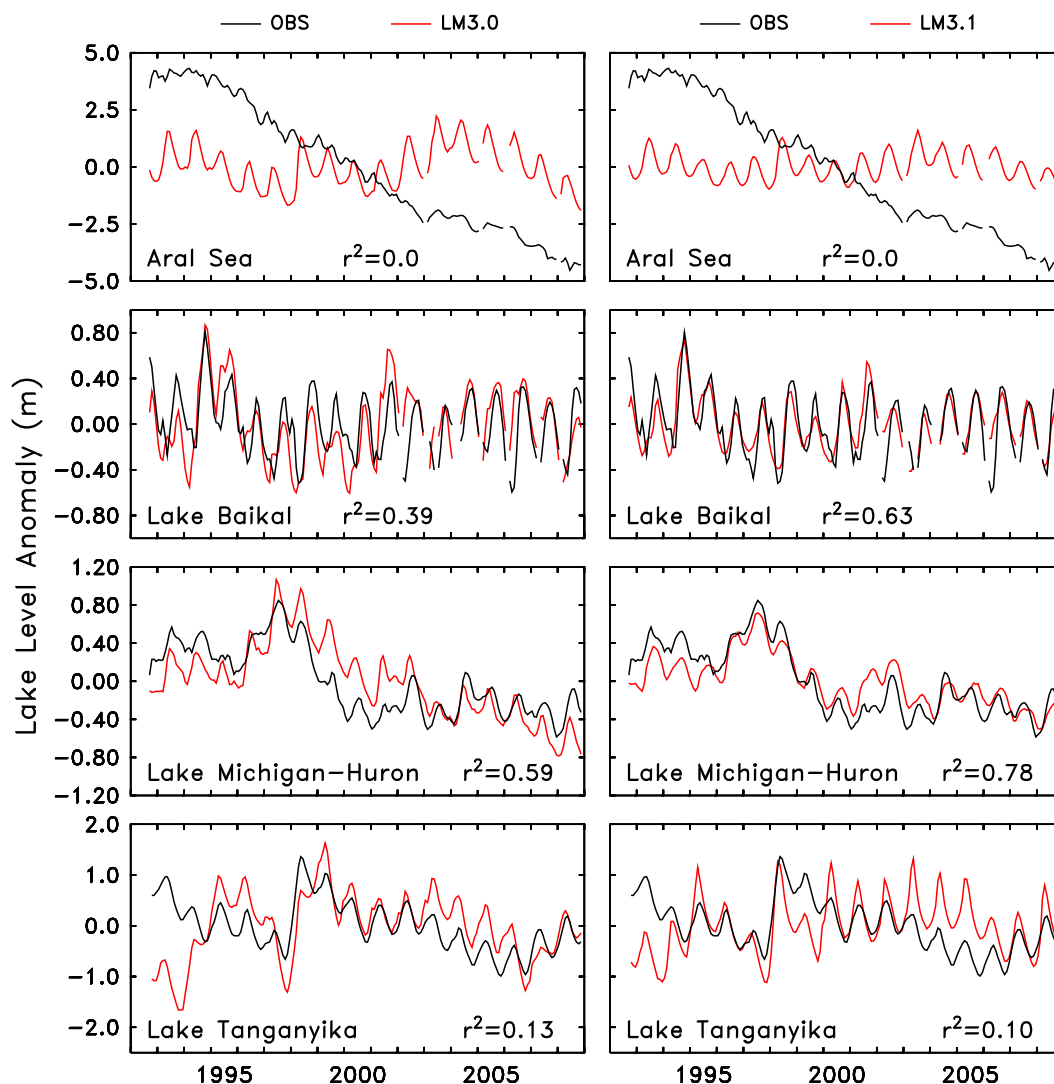 OBS LM3.0 OBS LM3.1
Lake Level Anomaly (m)
5.0
2.5
0.0
−2.5
−5.0
Aral Sea r²=0.0
Aral Sea r²=0.0
0.80
0.40
0.00
−0.40
−0.80
Lake Baikal r²=0.39
Lake Baikal r²=0.63
1.20
0.80
0.40
0.00
−0.40
−0.80
−1.20
Lake Michigan−Huron r²=0.59
Lake Michigan−Huron r²=0.78
2.0
1.0
0.0
−1.0
−2.0
Lake Tanganyika r²=0.13
Lake Tanganyika r²=0.10
1995 2000 2005 1995 2000 2005